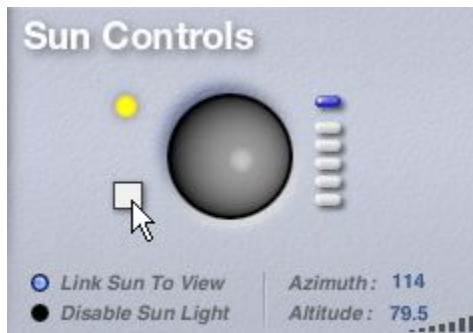 Sun Controls
Link Sun To View
Azimuth: 114
Disable Sun Light
Altitude: 79.5